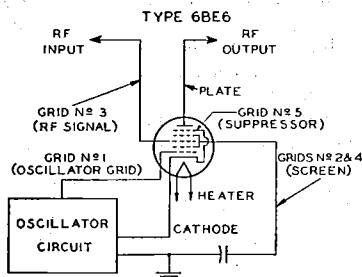 TYPE 6BE6
RF
INPUT
RF
OUTPUT
PLATE
GRID Nº 3
(RF SIGNAL)
GRID Nº 5
(SUPPRESSOR)
GRID Nº 1
(OSCILLATOR GRID)
GRIDS Nº 2 & 4
(SCREEN)
HEATER
CATHODE
OSCILLATOR
CIRCUIT